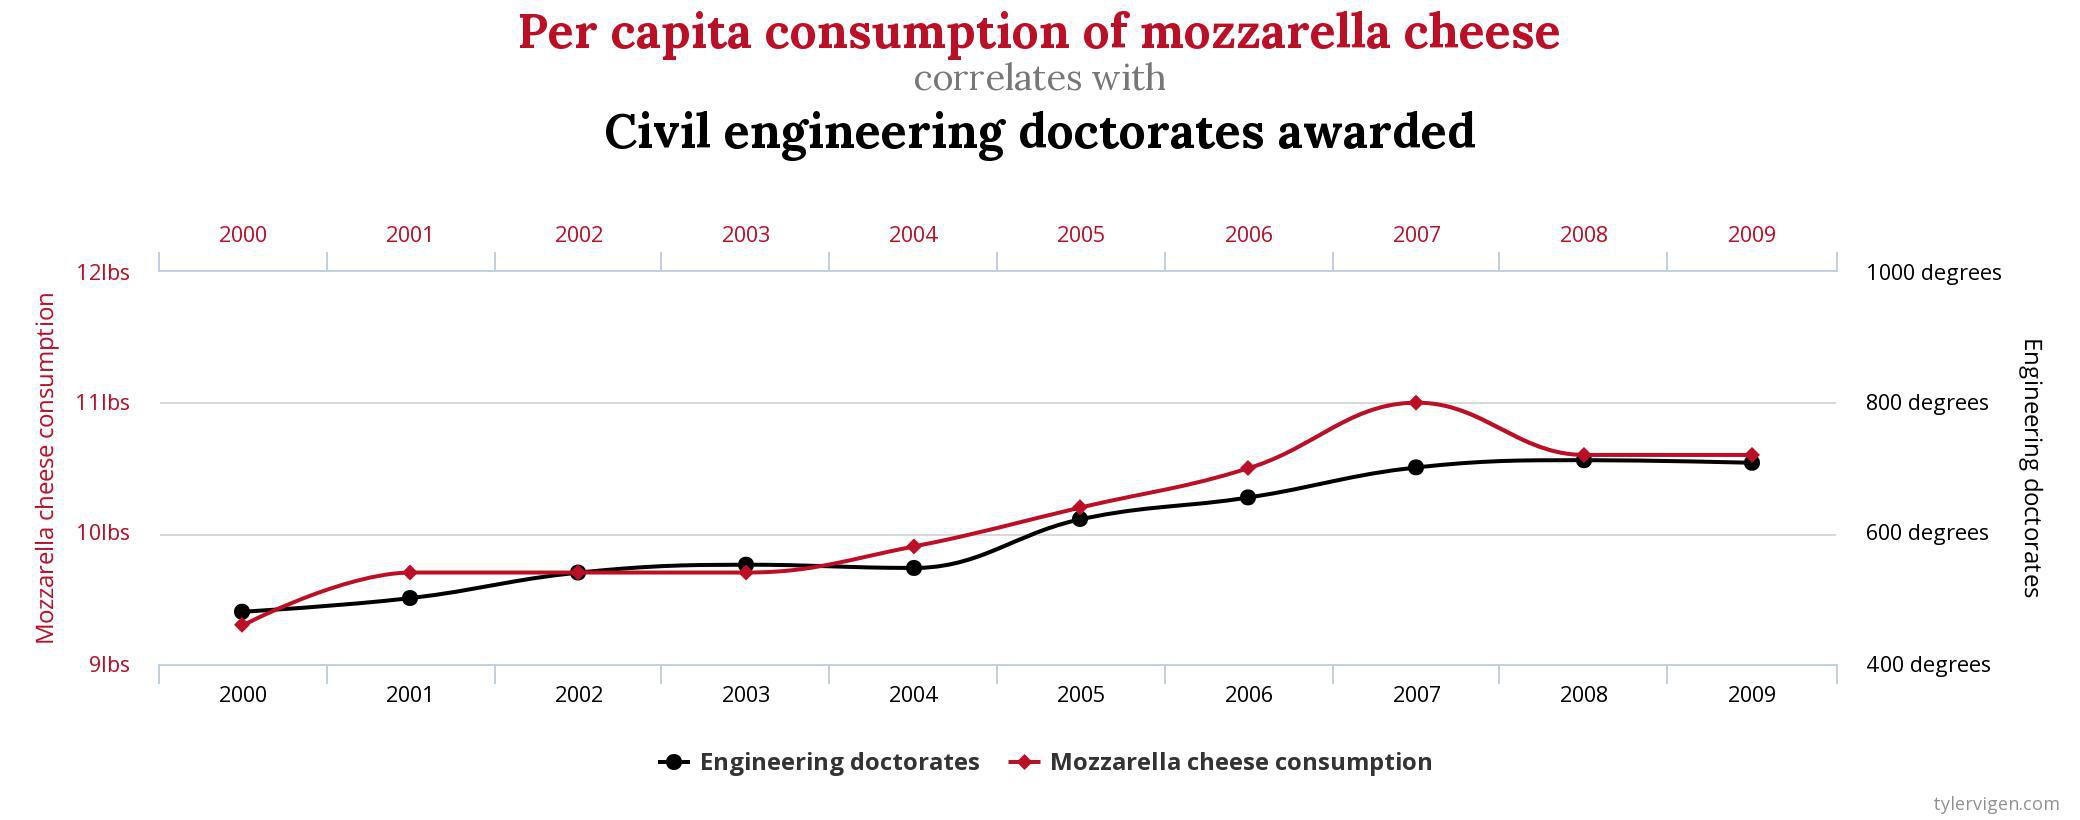 Per capita consumption of mozzarella cheese
correlates with
Civil engineering doctorates awarded
2000 2001 2002 2003 2004 2005 2006 2007 2008 2009
Mozzarella cheese consumption
12lbs
11lbs
10lbs
9lbs
1000 degrees
800 degrees
600 degrees
400 degrees
Engineering doctorates
2000 2001 2002 2003 2004 2005 2006 2007 2008 2009
Engineering doctorates Mozzarella cheese consumption
tylervigen.com